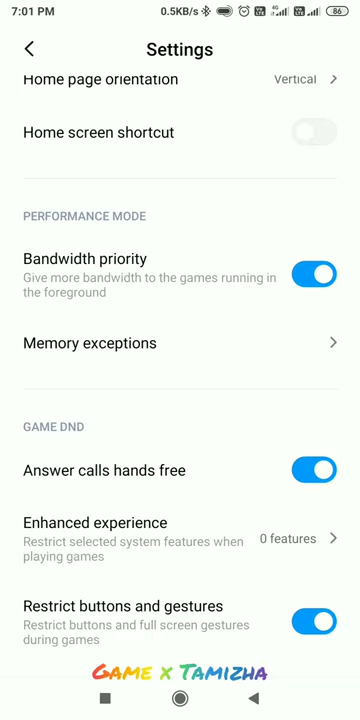 7:01 PM 0.5KB/s 4G 86
Settings
Home page orientation Vertical
Home screen shortcut
PERFORMANCE MODE
Bandwidth priority
Give more bandwidth to the games running in
the foreground
Memory exceptions
GAME DND
Answer calls hands free
Enhanced experience
Restrict selected system features when
playing games
0 features
Restrict buttons and gestures
Restrict buttons and full screen gestures
during games
GAME X TAMIZHA